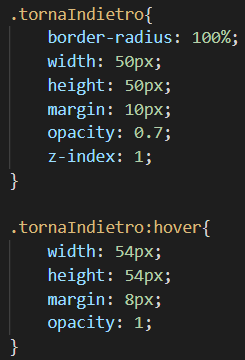 .tornaIndietro{
    border-radius: 100%;
    width: 50px;
    height: 50px;
    margin: 10px;
    opacity: 0.7;
    z-index: 1;
}

.tornaIndietro:hover{
    width: 54px;
    height: 54px;
    margin: 8px;
    opacity: 1;
}